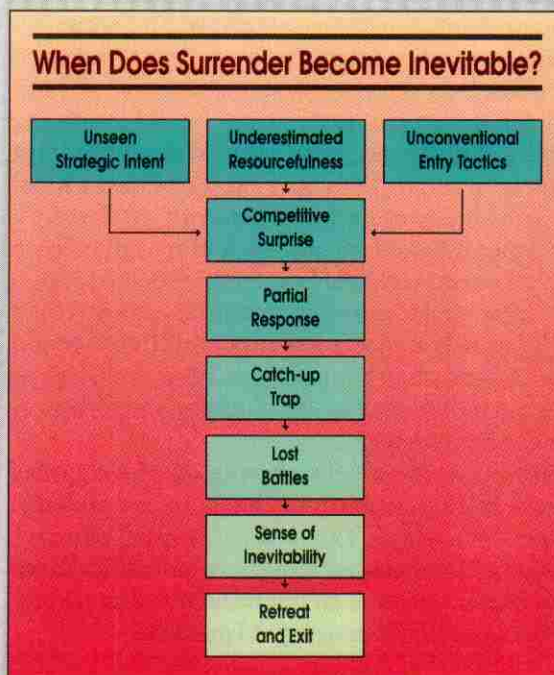 When Does Surrender Become Inevitable?
Unseen
Strategic Intent
Underestimated
Resourcefulness
Unconventional
Entry Tactics
Competitive
Surprise
Partial
Response
Catch-up
Trap
Lost
Battles
Sense of
Inevitability
Retreat
and Exit